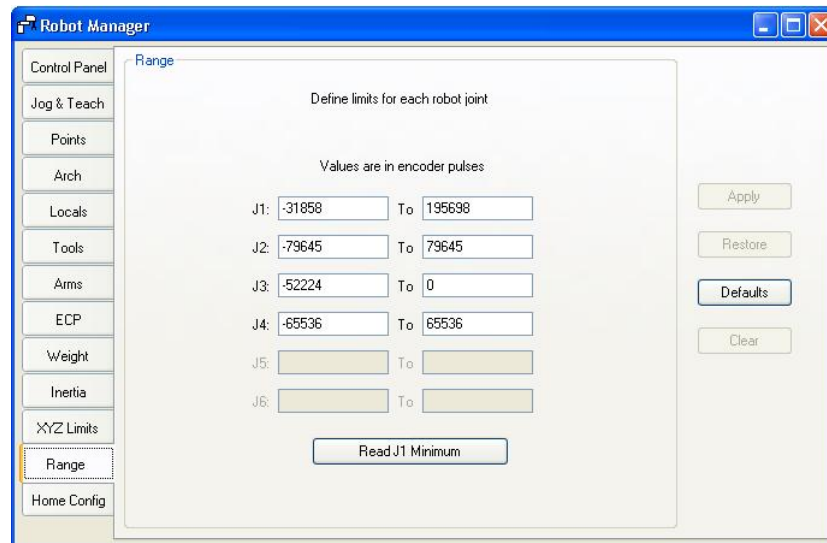 Robot Manager
Control Panel
Jog & Teach
Points
Arch
Locals
Tools
Arms
ECP
Weight
Inertia
XYZ Limits
Range
Home Config
Range
Define limits for each robot joint
Values are in encoder pulses
J1: -31858 To 195698
J2: -79645 To 79645
J3: -52224 To 0
J4: -65536 To 65536
J5: To
J6: To
Read J1 Minimum
Apply
Restore
Defaults
Clear